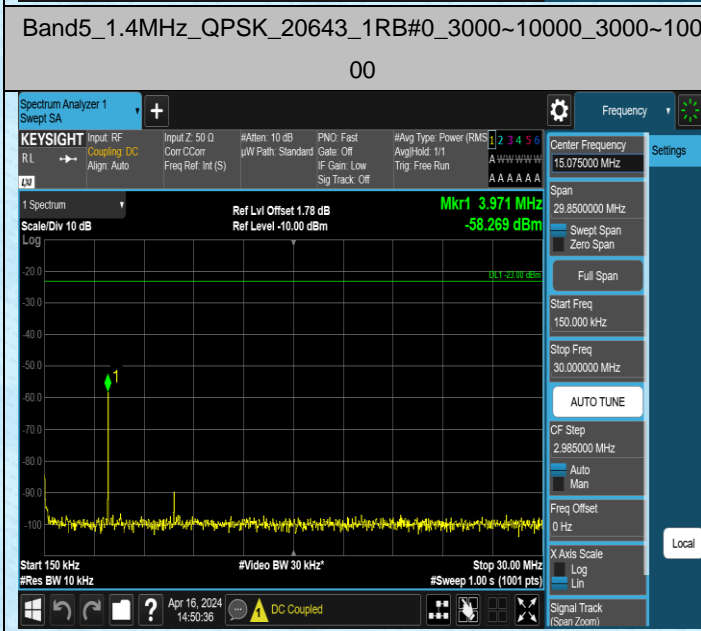 Band5_1.4MHz_QPSK_20643_1RB#0_3000~10000_3000~100
00
Spectrum Analyzer 1
Swept SA
Frequency
KEYSIGHT
RL
LXI
Input: RF
Coupling: DC
Align: Auto
Input Z: 50 Ω
Corr CCorr
Freq Ref: Int (S)
#Atten: 10 dB
µW Path: Standard
PNO: Fast
Gate: Off
IF Gain: Low
Sig Track: Off
#Avg Type: Power (RMS
Avg|Hold: 1/1
Trig: Free Run
1 2 3 4 5 6
A W W W W W
A A A A A A
Center Frequency
15.075000 MHz
Settings
Span
29.8500000 MHz
Swept Span
Zero Span
Full Span
Start Freq
150.000 kHz
Stop Freq
30.000000 MHz
AUTO TUNE
CF Step
2.985000 MHz
Auto
Man
Freq Offset
0 Hz
X Axis Scale
Log
Lin
Signal Track
(Span Zoom)
Local
1 Spectrum
Scale/Div 10 dB
Log
Ref Lvl Offset 1.78 dB
Ref Level -10.00 dBm
Mkr1 3.971 MHz
-58.269 dBm
DL1 -23.00 dBm
-20.0
-30.0
-40.0
-50.0
1
-60.0
-70.0
-80.0
-90.0
-100
Start 150 kHz
#Res BW 10 kHz
#Video BW 30 kHz*
Stop 30.00 MHz
#Sweep 1.00 s (1001 pts)
?
Apr 16, 2024
14:50:36
1
DC Coupled